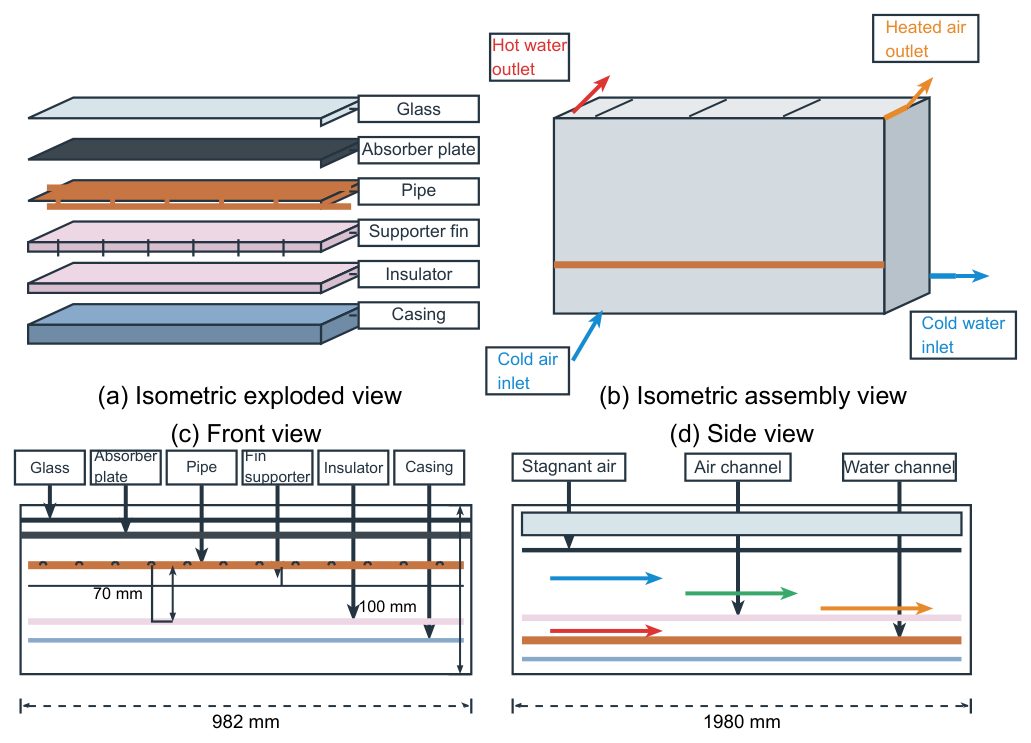 Glass
Absorber plate
Pipe
Supporter fin
Insulator
Casing
(a) Isometric exploded view
Hot water
outlet
Heated air
outlet
Cold air
inlet
Cold water
inlet
(b) Isometric assembly view
(c) Front view
Glass
Absorber
plate
Pipe
Fin
supporter
Insulator
Casing
70 mm
100 mm
982 mm
(d) Side view
Stagnant air
Air channel
Water channel
1980 mm